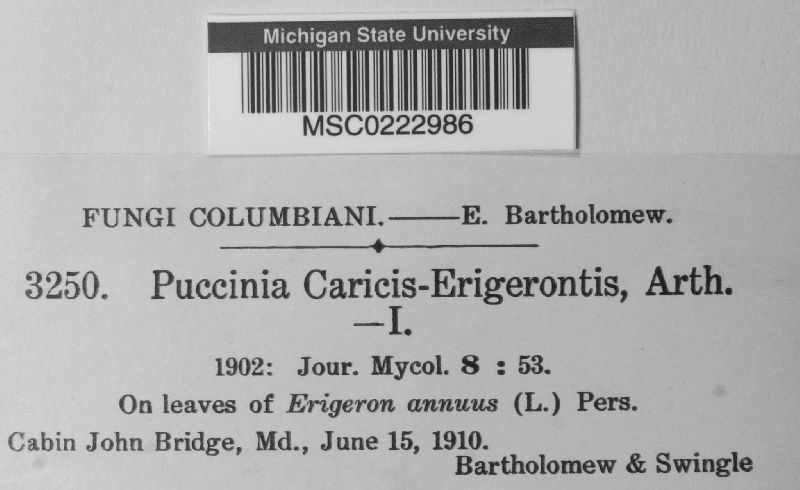 Michigan State University
MSC0222986
FUNGI COLUMBIANI.——E. Bartholomew.
3250. Puccinia Caricis-Erigerontis, Arth.
—I.
1902: Jour. Mycol. 8 : 53.
On leaves of Erigeron annuus (L.) Pers.
Cabin John Bridge, Md., June 15, 1910.
Bartholomew & Swingle